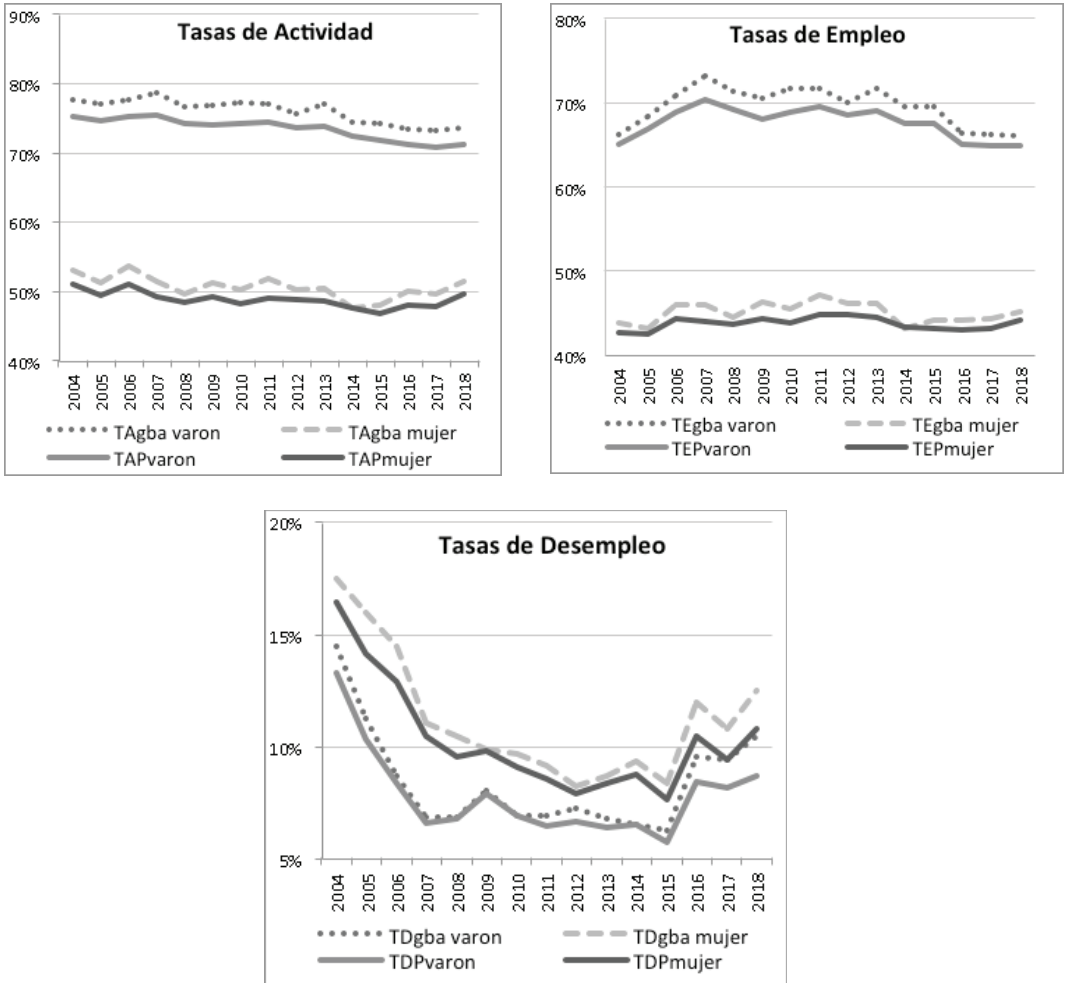 Tasas de Actividad
90%
80%
70%
60%
50%
40%
2004 2005 2006 2007 2008 2009 2010 2011 2012 2013 2014 2015 2016 2017 2018
TAgba varon TAgba mujer
TAPvaron TAPmujer
Tasas de Empleo
80%
70%
60%
50%
40%
2004 2005 2006 2007 2008 2009 2010 2011 2012 2013 2014 2015 2016 2017 2018
TEgba varon TEgba mujer
TEPvaron TEPmujer
Tasas de Desempleo
20%
15%
10%
5%
2004 2005 2006 2007 2008 2009 2010 2011 2012 2013 2014 2015 2016 2017 2018
TDgba varon TDgba mujer
TDPvaron TDPmujer